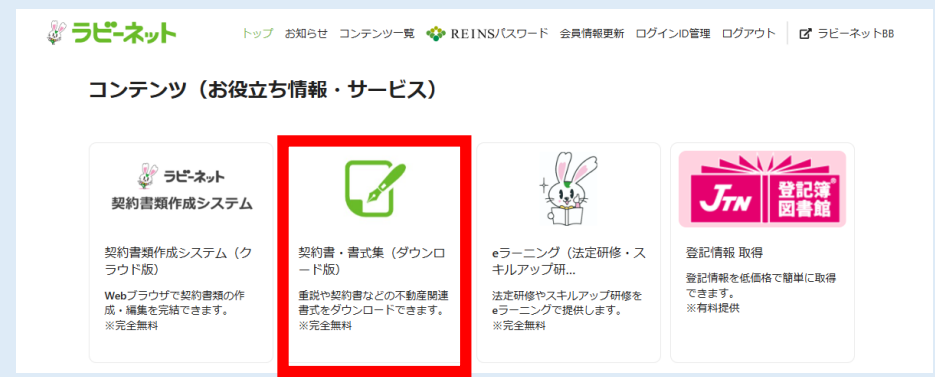 ラビーネット
トップ お知らせ コンテンツ一覧 REINSパスワード 会員情報更新 ログインID管理 ログアウト ラビーネットBB
コンテンツ（お役立ち情報・サービス）
ラビーネット
契約書類作成システム
契約書類作成システム（ク
ラウド版）
Webブラウザで契約書類の作
成・編集を完結できます。
※完全無料
契約書・書式集（ダウンロ
ード版）
重説や契約書などの不動産関連
書式をダウンロードできます。
※完全無料
eラーニング（法定研修・ス
キルアップ研...
法定研修やスキルアップ研修を
eラーニングで提供します。
※完全無料
JTN 登記簿®
図書館
登記情報 取得
登記情報を低価格で簡単に取得
できます。
※有料提供